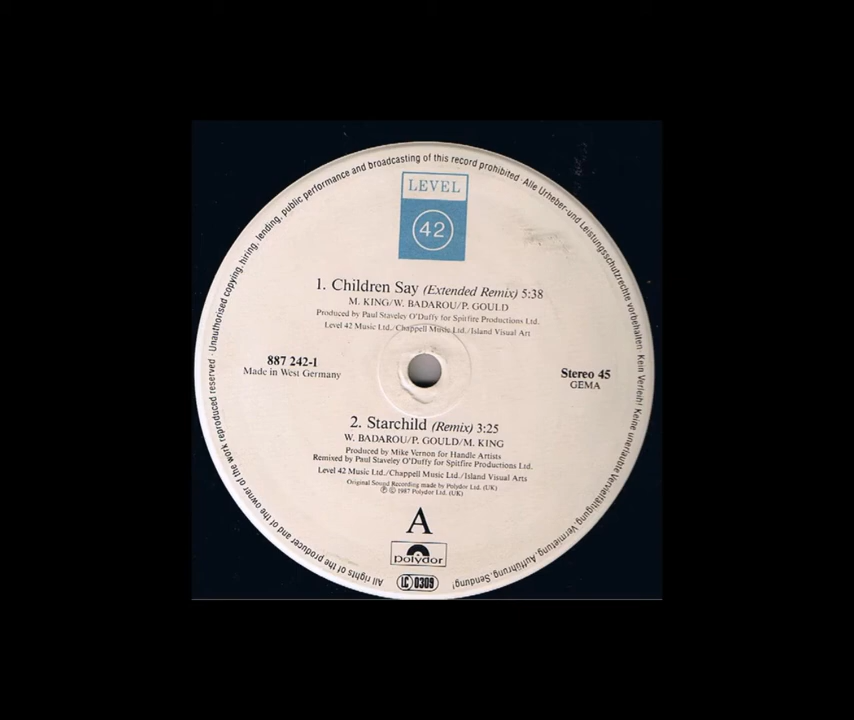 Unauthorised copying, hiring, lending, public performance and broadcasting of this record prohibited · Alle Urheber-und Leistungsschutzrechte vorbehalten · Kein Verleih! Keine unerlaubte Vervielfältigung, Vermietung, Aufführung, Sendung!
LEVEL
42
1. Children Say (Extended Remix) 5:38
M. KING/W. BADAROU/P. GOULD
Produced by Paul Staveley O'Duffy for Spitfire Productions Ltd.
Level 42 Music Ltd./Chappell Music Ltd./Island Visual Art
887 242-1
Made in West Germany
Stereo 45
GEMA
2. Starchild (Remix) 3:25
W. BADAROU/P. GOULD/M. KING
Produced by Mike Vernon for Handle Artists
Remixed by Paul Staveley O'Duffy for Spitfire Productions Ltd.
Level 42 Music Ltd./Chappell Music Ltd./Island Visual Arts
Original Sound Recording made by Polydor Ltd. (UK)
Ⓟ © 1987 Polydor Ltd. (UK)
A
polydor
LC 0309
All rights of the producer and of the owner of the work reproduced reserved ·